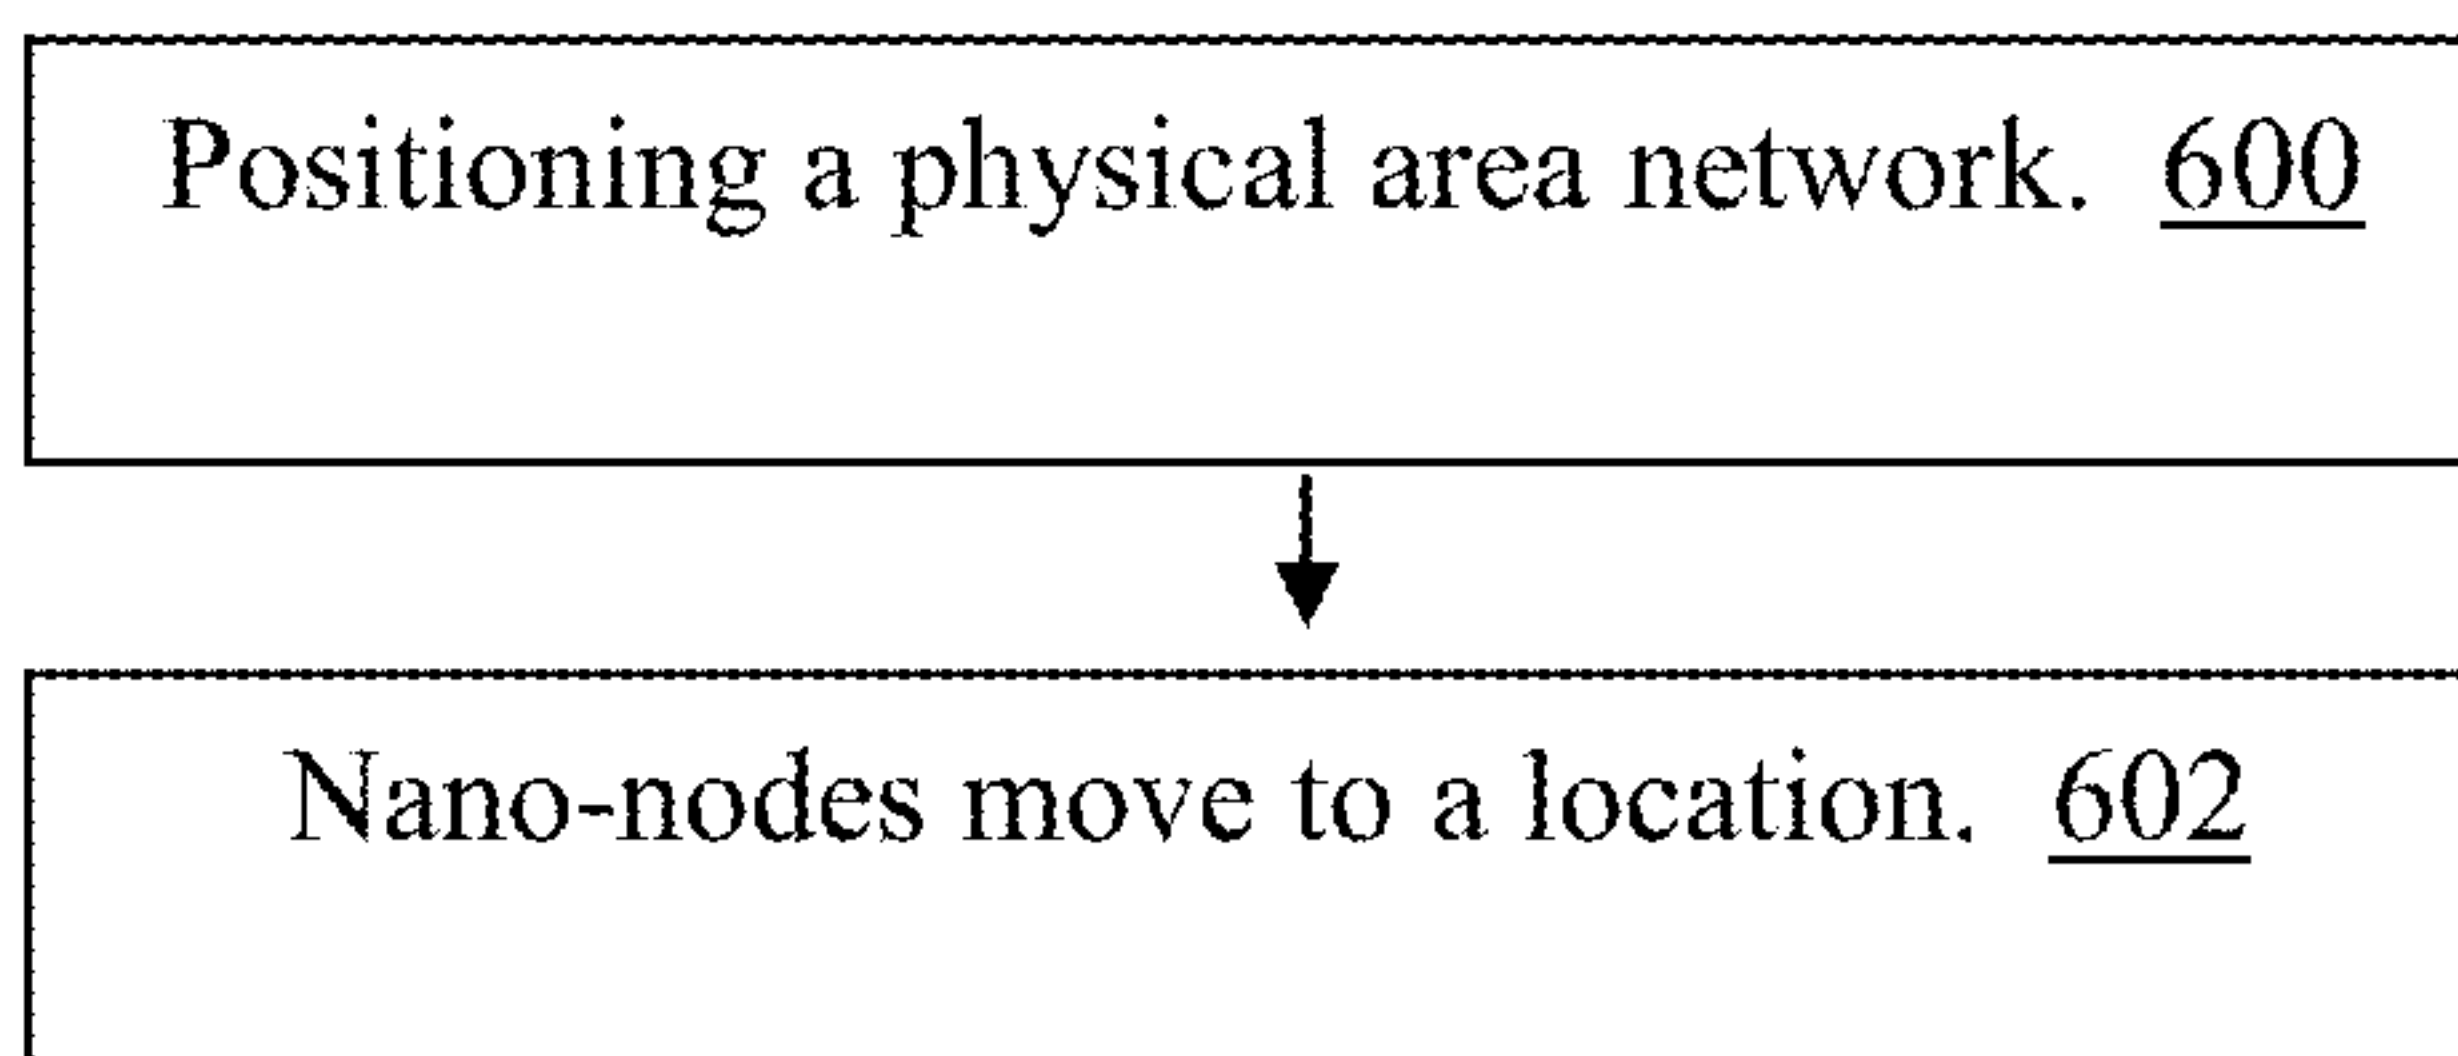 Positioning a physical area network. 600
Nano-nodes move to a location. 602